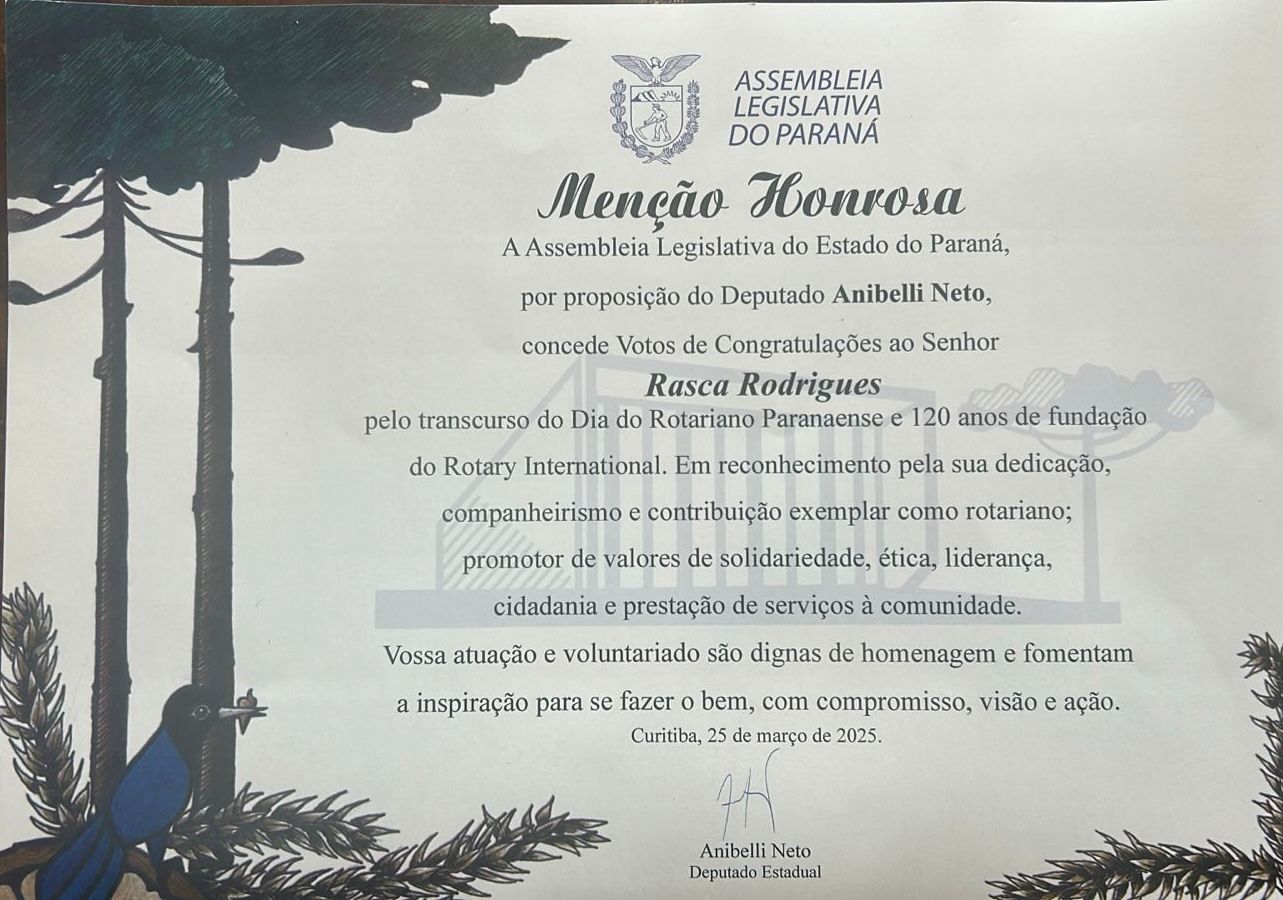 ASSEMBLEIA
LEGISLATIVA
DO PARANÁ
Menção Honrosa
A Assembleia Legislativa do Estado do Paraná,
por proposição do Deputado Anibelli Neto,
concede Votos de Congratulações ao Senhor
Rasca Rodrigues
pelo transcurso do Dia do Rotariano Paranaense e 120 anos de fundação
do Rotary International. Em reconhecimento pela sua dedicação,
companheirismo e contribuição exemplar como rotariano;
promotor de valores de solidariedade, ética, liderança,
cidadania e prestação de serviços à comunidade.
Vossa atuação e voluntariado são dignas de homenagem e fomentam
a inspiração para se fazer o bem, com compromisso, visão e ação.
Curitiba, 25 de março de 2025.
Anibelli Neto
Deputado Estadual